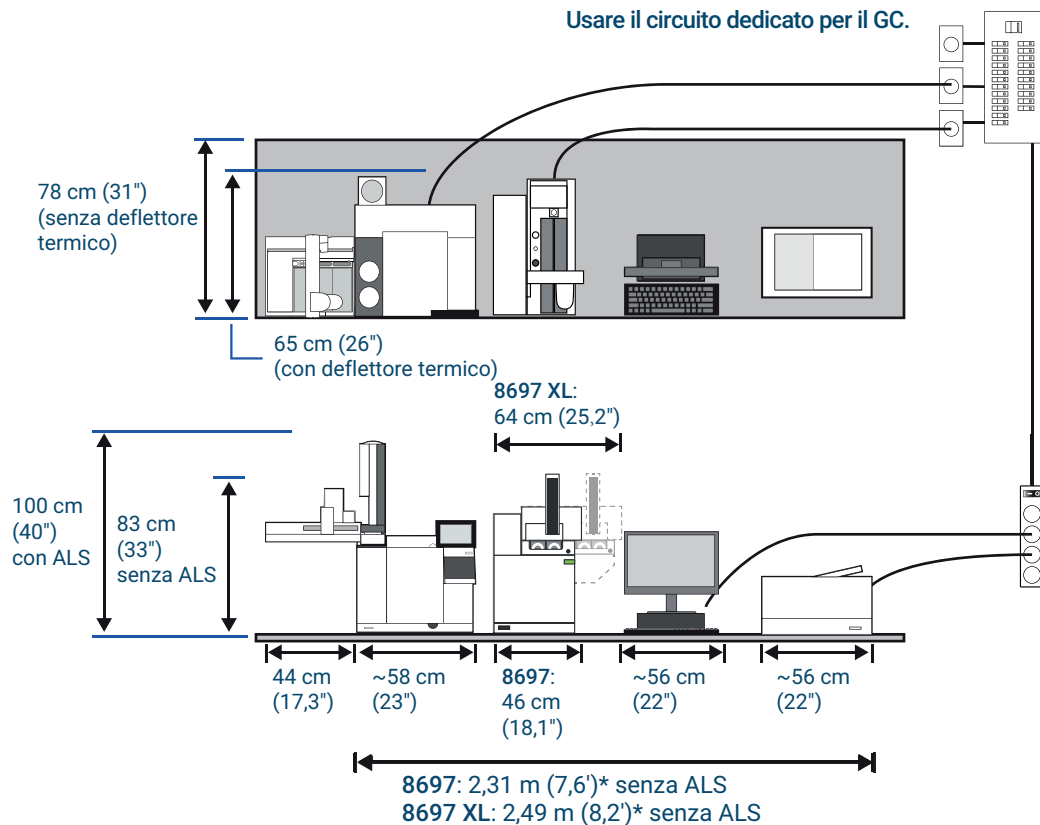 Usare il circuito dedicato per il GC.
78 cm (31")
(senza deflettore
termico)
65 cm (26")
(con deflettore termico)
8697 XL:
64 cm (25,2")
100 cm
(40")
con ALS
83 cm
(33")
senza ALS
44 cm
(17,3")
~58 cm
(23")
8697:
46 cm
(18,1")
~56 cm
(22")
~56 cm
(22")
8697: 2,31 m (7,6')* senza ALS
8697 XL: 2,49 m (8,2')* senza ALS